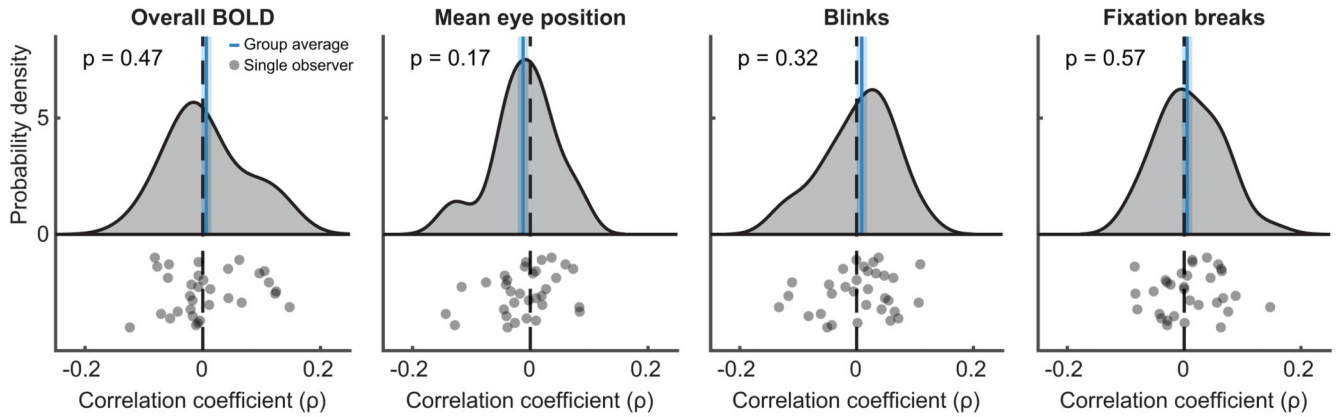 Overall BOLD
Mean eye position
Blinks
Fixation breaks
p = 0.47
Group average
Single observer
p = 0.17
p = 0.32
p = 0.57
Probability density
5
0
-0.2 0 0.2
-0.2 0 0.2
-0.2 0 0.2
-0.2 0 0.2
Correlation coefficient (ρ)
Correlation coefficient (ρ)
Correlation coefficient (ρ)
Correlation coefficient (ρ)